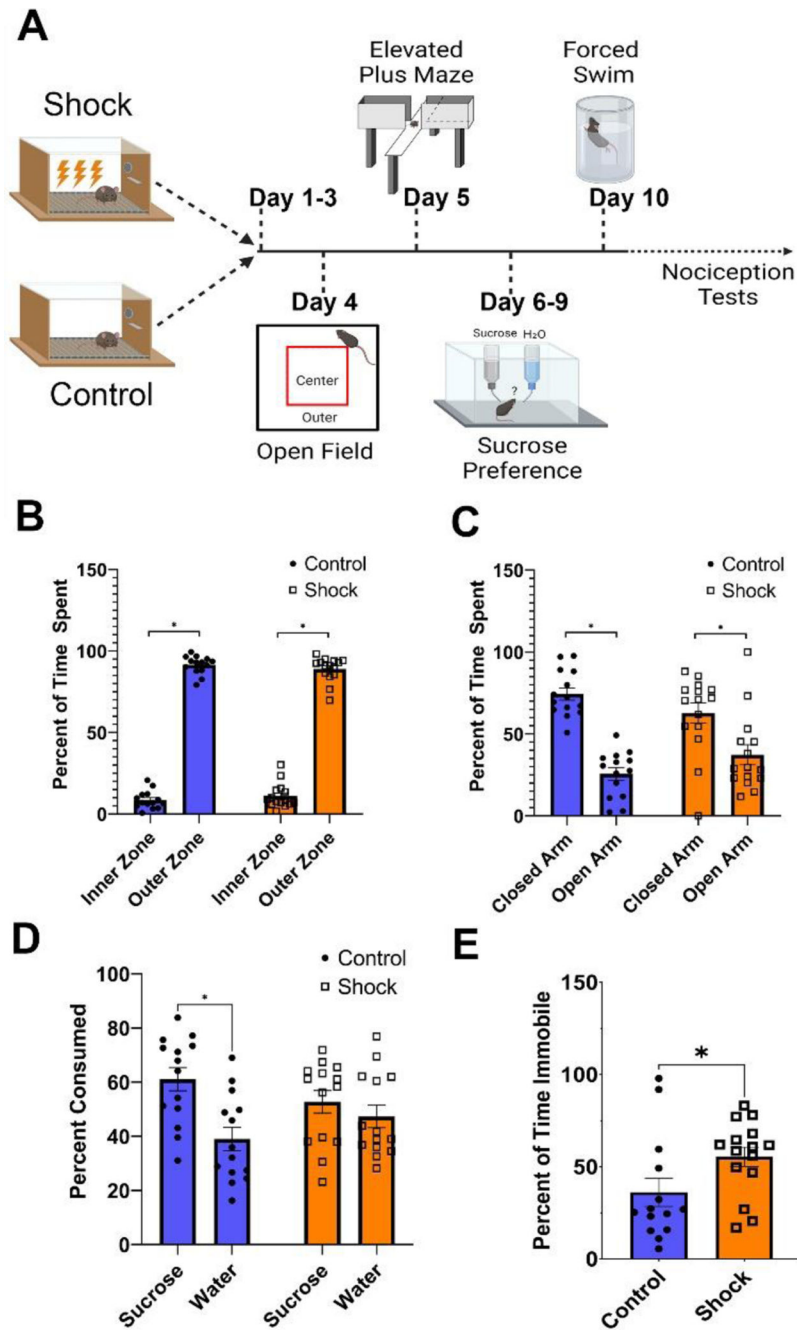 A
Shock
Control
Elevated
Plus Maze
Forced
Swim
Day 1-3
Day 5
Day 10
Day 4
Day 6-9
Nociception
Tests
Center
Outer
Open Field
Sucrose
H₂O
?
Sucrose
Preference
B
Control
Shock
Percent of Time Spent
150
100
50
0
*
*
Inner Zone
Outer Zone
Inner Zone
Outer Zone
C
Control
Shock
Percent of Time Spent
150
100
50
0
*
*
Closed Arm
Open Arm
Closed Arm
Open Arm
D
Control
Shock
Percent Consumed
100
80
60
40
20
0
*
Sucrose
Water
Sucrose
Water
E
Percent of Time Immobile
150
100
50
0
*
Control
Shock